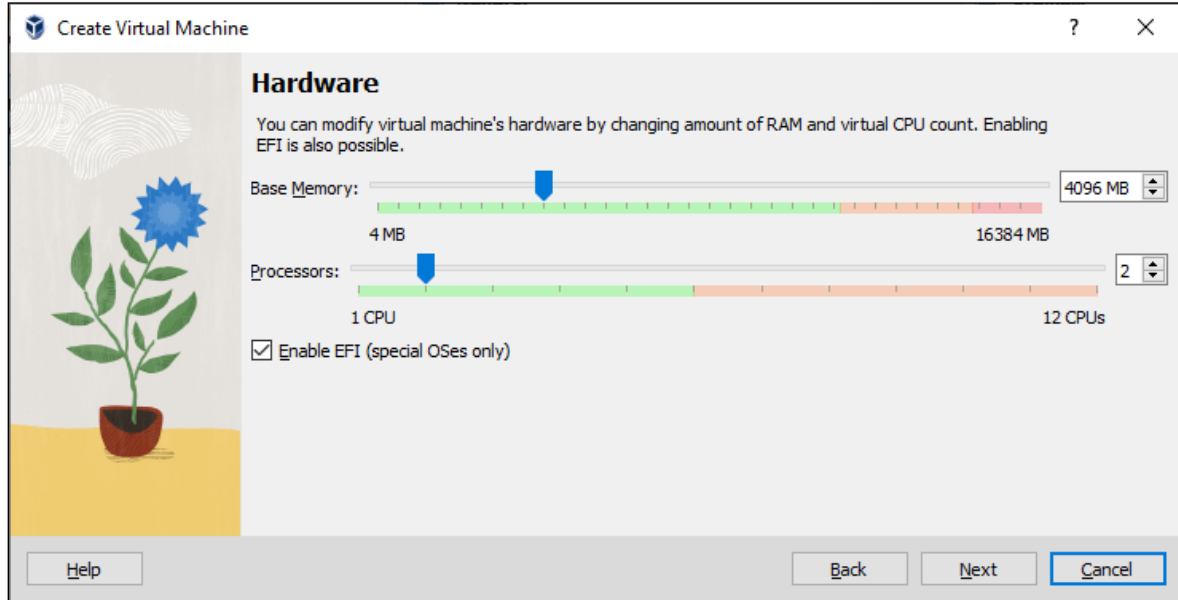 Create Virtual Machine
?
Hardware
You can modify virtual machine's hardware by changing amount of RAM and virtual CPU count. Enabling
EFI is also possible.
Base Memory:
4096 MB
4 MB
16384 MB
Processors:
2
1 CPU
12 CPUs
Enable EFI (special OSes only)
Help
Back
Next
Cancel